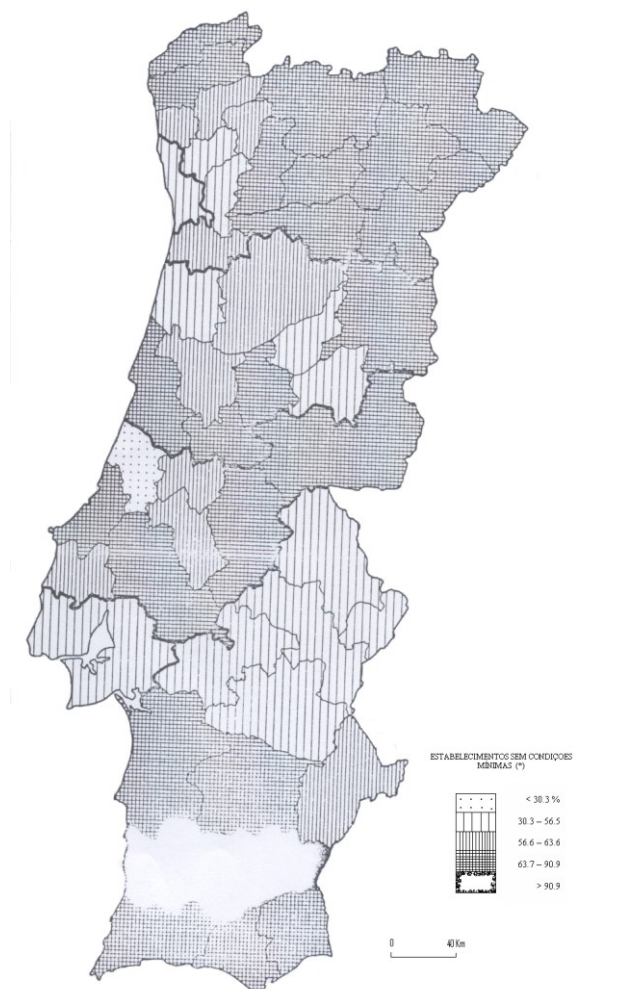 ESTABELECIMENTOS SEM CONDIÇOES
MÍNIMAS (*)
< 30.3 %
30.3 – 56.5
56.6 – 63.6
63.7 – 90.9
> 90.9
0 40 Km